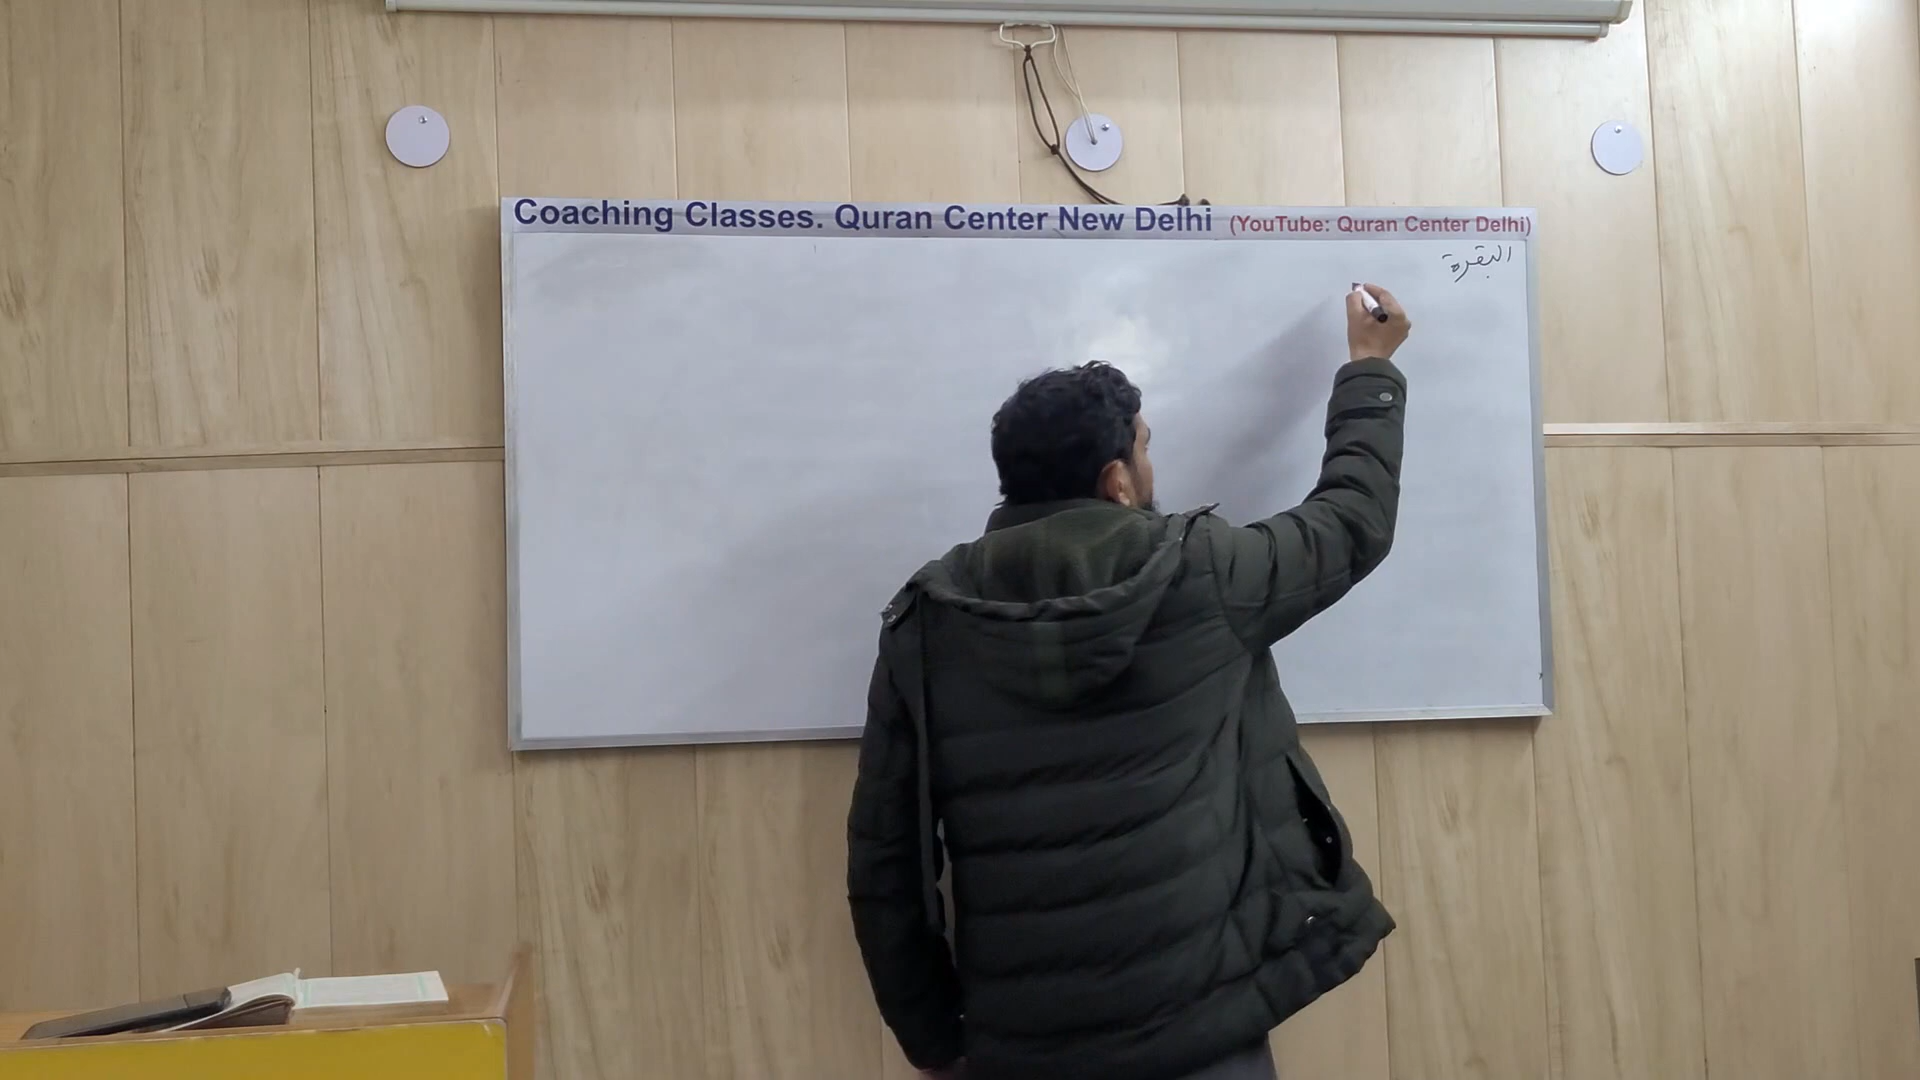 Coaching Classes. Quran Center New Delhi (YouTube: Quran Center Delhi)
البقرة